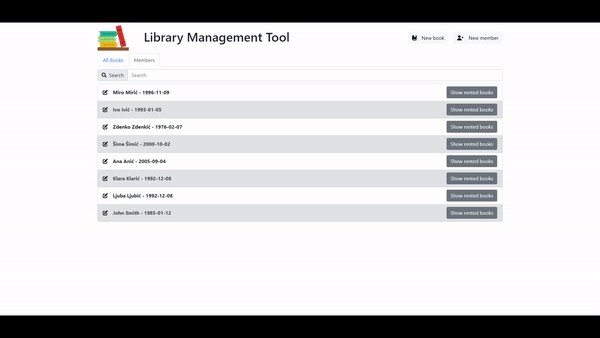 Library Management Tool
New book
New member
All Books
Members
Search
Search
Miro Mirić - 1996-11-09
Show rented books
Ivo Ivić - 1993-01-05
Show rented books
Zdenko Zdenkić - 1976-02-07
Show rented books
Šime Šimić - 2000-10-02
Show rented books
Ana Anić - 2005-09-04
Show rented books
Klara Klarić - 1992-12-08
Show rented books
Ljuba Ljubić - 1992-12-08
Show rented books
John Smith - 1985-01-12
Show rented books